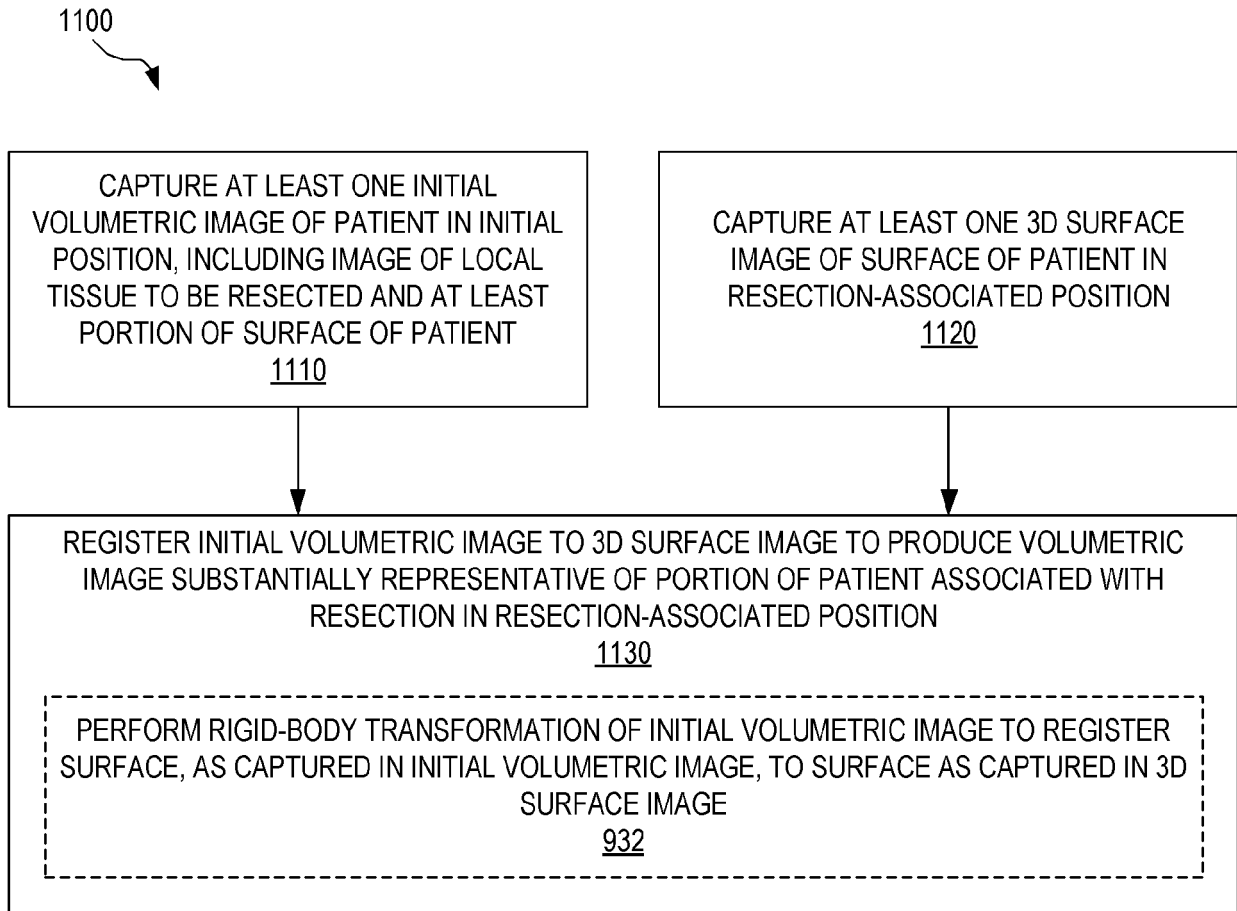 1100
CAPTURE AT LEAST ONE INITIAL
VOLUMETRIC IMAGE OF PATIENT IN INITIAL
POSITION, INCLUDING IMAGE OF LOCAL
TISSUE TO BE RESECTED AND AT LEAST
PORTION OF SURFACE OF PATIENT
1110
CAPTURE AT LEAST ONE 3D SURFACE
IMAGE OF SURFACE OF PATIENT IN
RESECTION-ASSOCIATED POSITION
1120
REGISTER INITIAL VOLUMETRIC IMAGE TO 3D SURFACE IMAGE TO PRODUCE VOLUMETRIC
IMAGE SUBSTANTIALLY REPRESENTATIVE OF PORTION OF PATIENT ASSOCIATED WITH
RESECTION IN RESECTION-ASSOCIATED POSITION
1130
PERFORM RIGID-BODY TRANSFORMATION OF INITIAL VOLUMETRIC IMAGE TO REGISTER
SURFACE, AS CAPTURED IN INITIAL VOLUMETRIC IMAGE, TO SURFACE AS CAPTURED IN 3D
SURFACE IMAGE
932